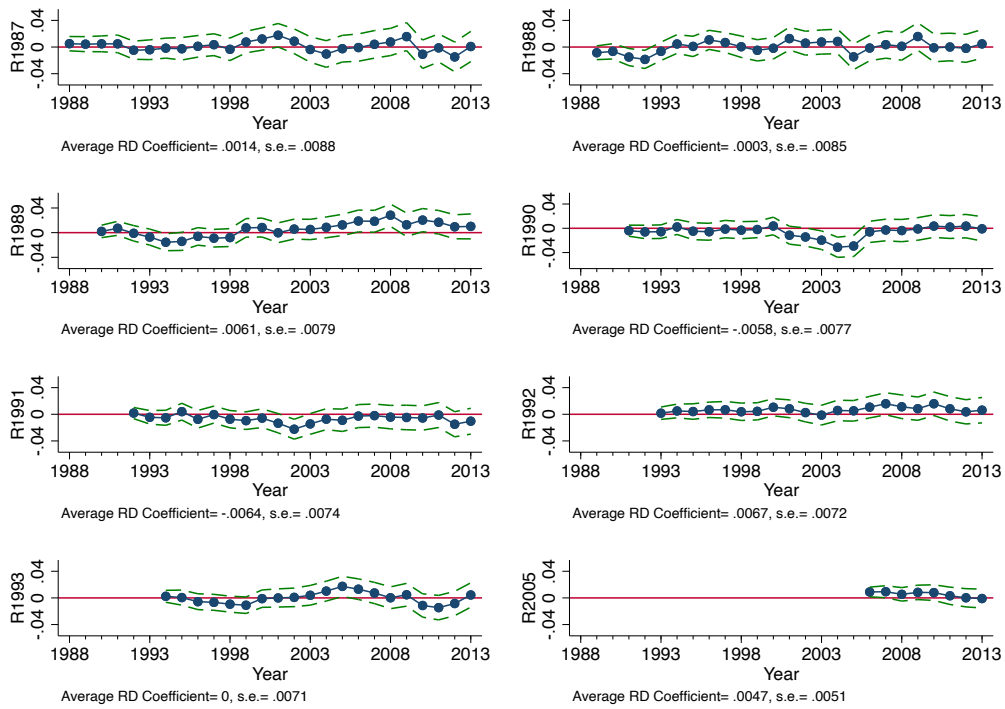 R1987
.04
0
-.04
1988 1993 1998 2003 2008 2013
Year
Average RD Coefficient= .0014, s.e.= .0088
R1988
.04
0
-.04
1988 1993 1998 2003 2008 2013
Year
Average RD Coefficient= .0003, s.e.= .0085
R1989
.04
0
-.04
1988 1993 1998 2003 2008 2013
Year
Average RD Coefficient= .0061, s.e.= .0079
R1990
.04
0
-.04
1988 1993 1998 2003 2008 2013
Year
Average RD Coefficient= -.0058, s.e.= .0077
R1991
.04
0
-.04
1988 1993 1998 2003 2008 2013
Year
Average RD Coefficient= -.0064, s.e.= .0074
R1992
.04
0
-.04
1988 1993 1998 2003 2008 2013
Year
Average RD Coefficient= .0067, s.e.= .0072
R1993
.04
0
-.04
1988 1993 1998 2003 2008 2013
Year
Average RD Coefficient= 0, s.e.= .0071
R2005
.04
0
-.04
1988 1993 1998 2003 2008 2013
Year
Average RD Coefficient= .0047, s.e.= .0051